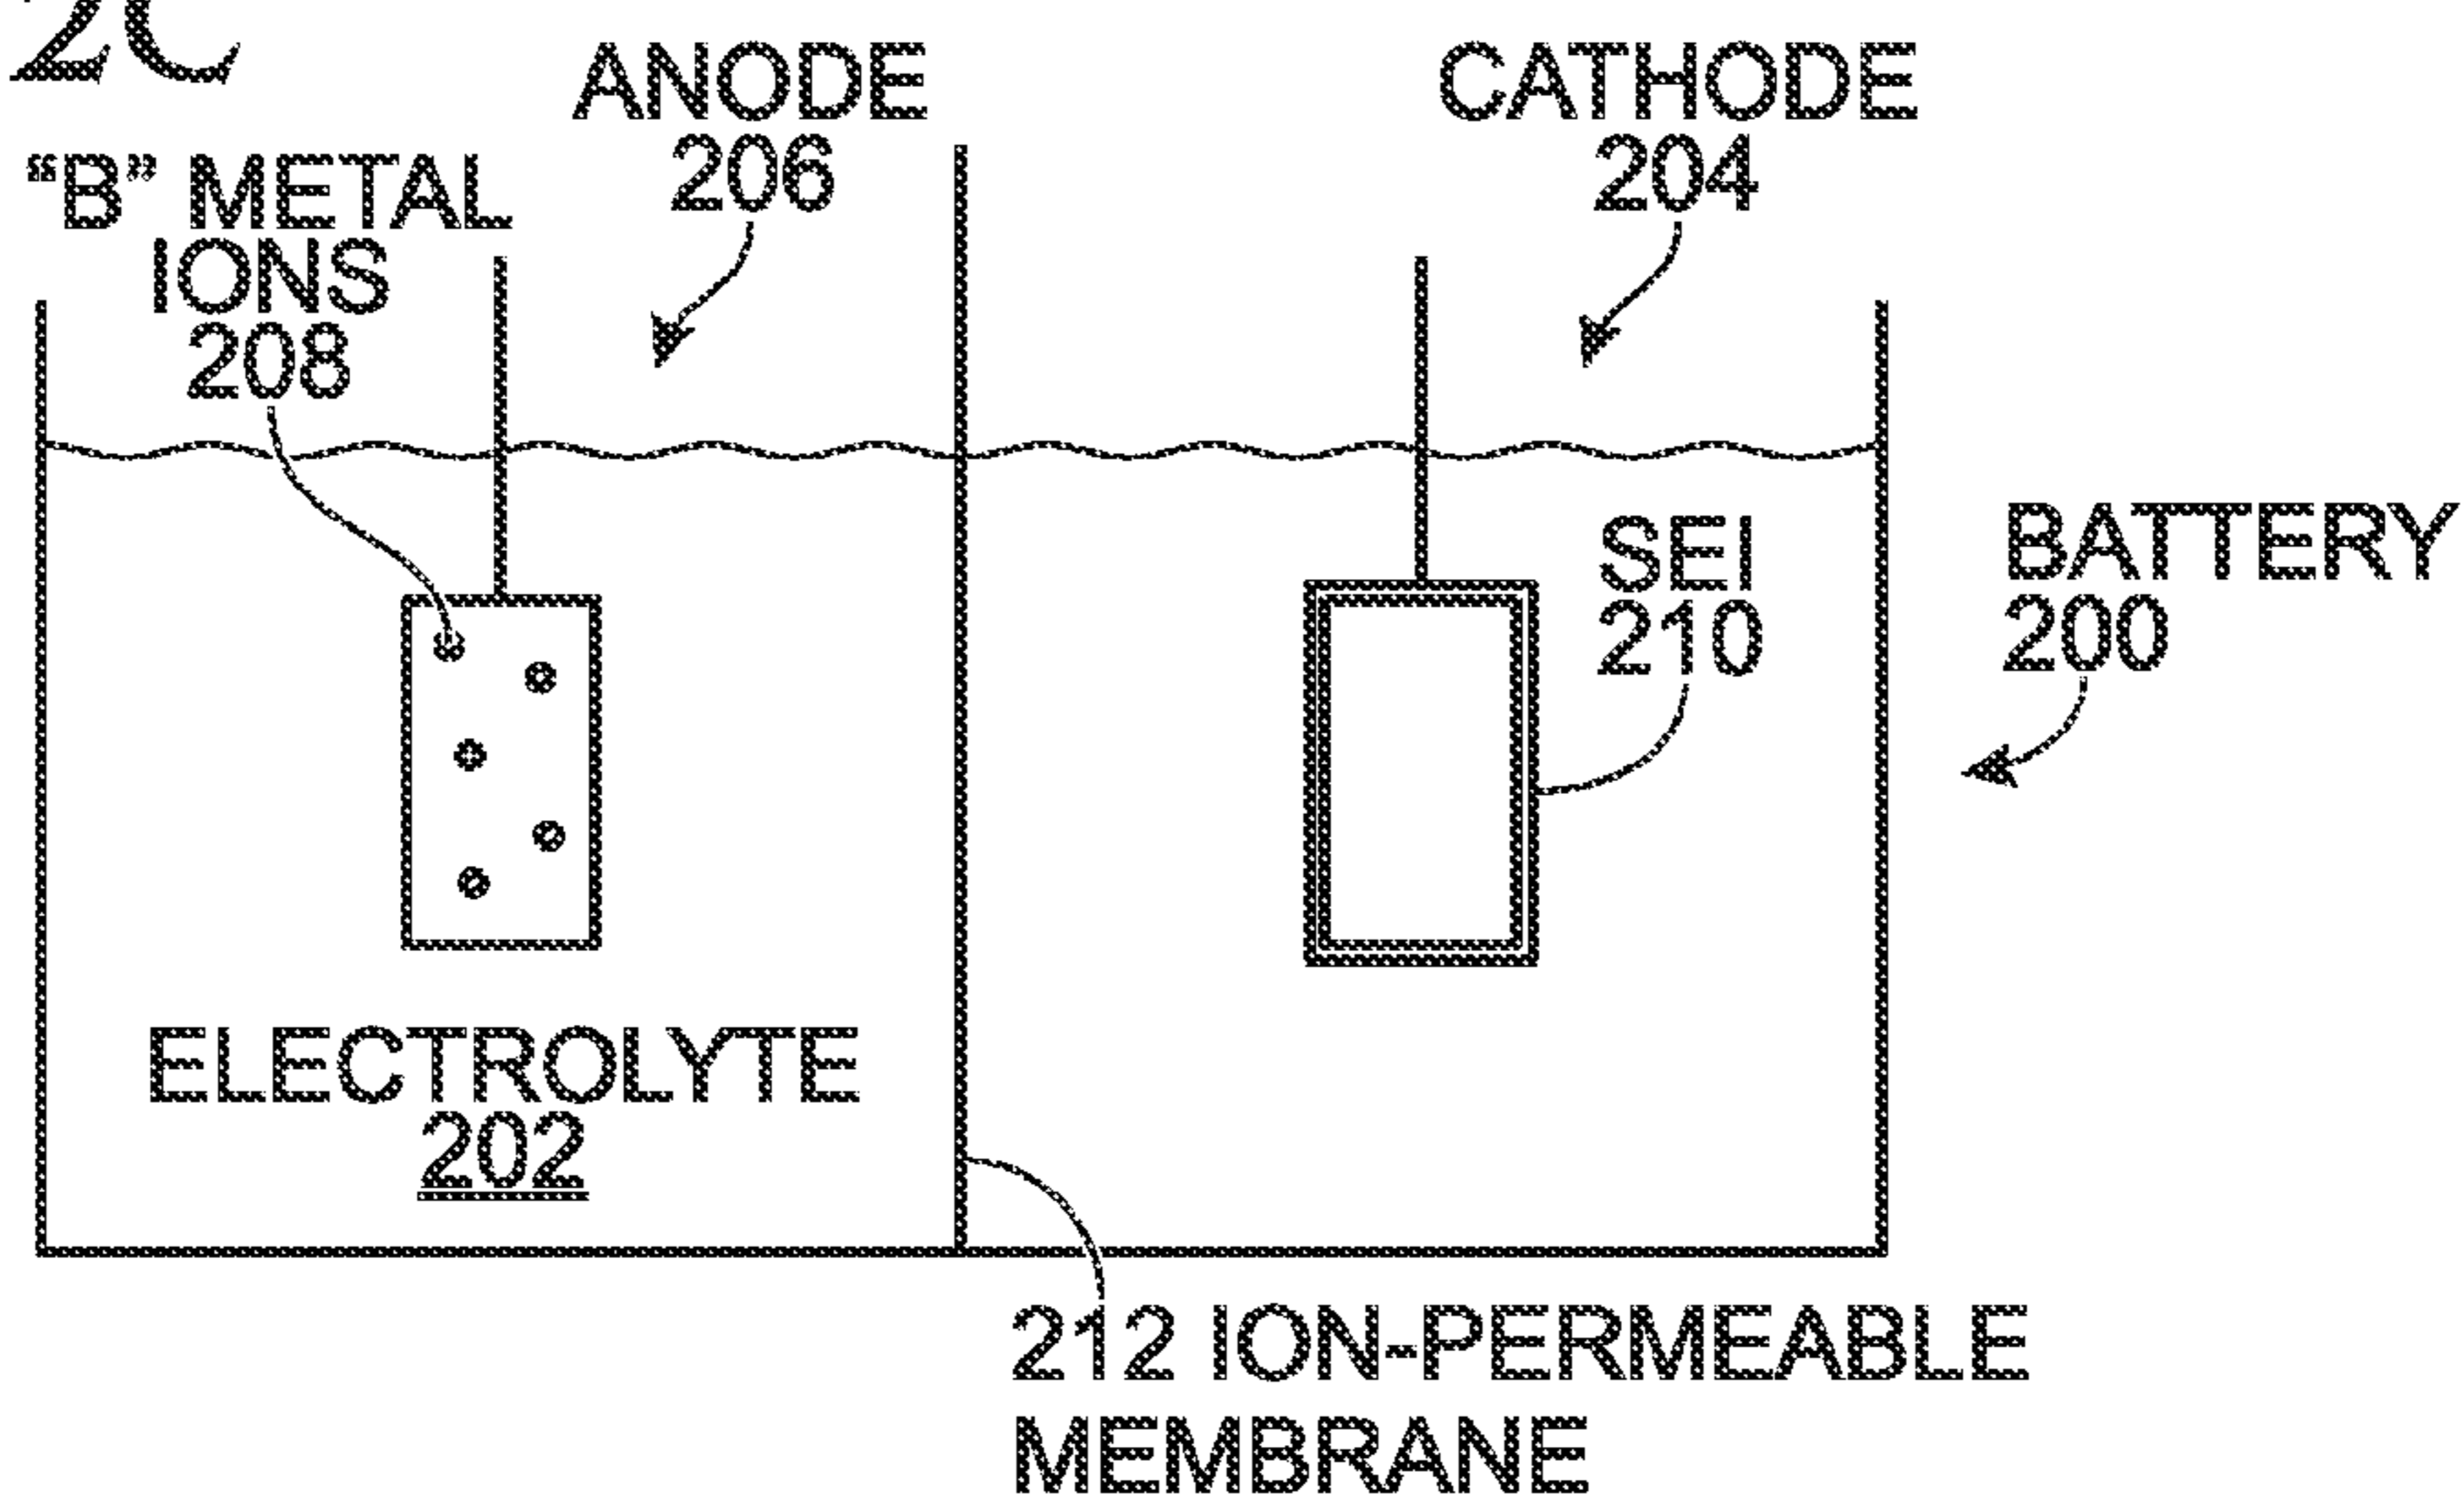 2C
ANODE
206
CATHODE
204
“B” METAL
IONS
208
SEI
210
BATTERY
200
ELECTROLYTE
202
212 ION-PERMEABLE
MEMBRANE